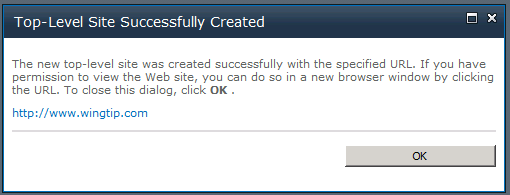 Top-Level Site Successfully Created
The new top-level site was created successfully with the specified URL. If you have
permission to view the Web site, you can do so in a new browser window by clicking
the URL. To close this dialog, click OK .
http://www.wingtip.com
OK